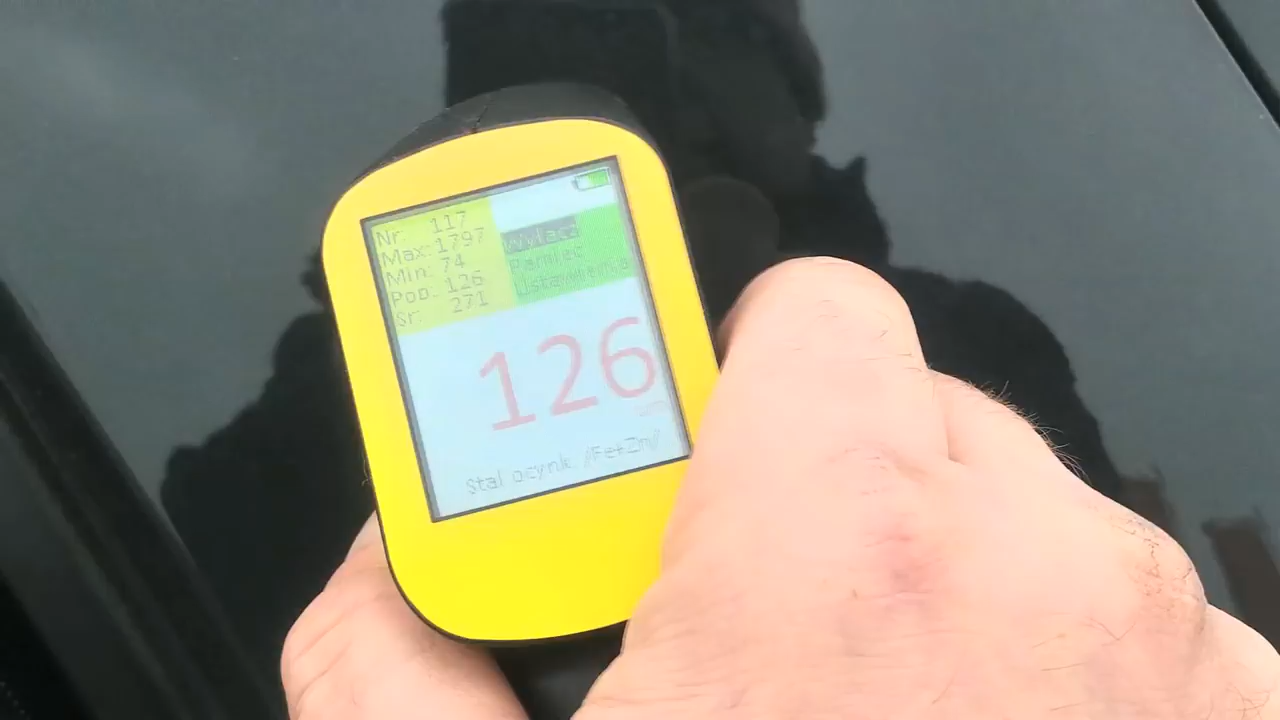 Nr 117
Max: 1797
Min: 74
Pop: 126
Śr: 271
Wyłącz
Pamięć
Ustawienia
126
Stal ocynk. /Fe+Zn/